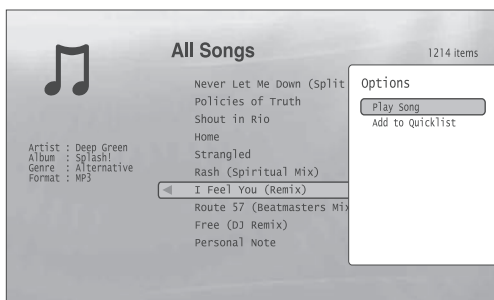 All Songs
1214 items
Never Let Me Down (Split
Policies of Truth
Shout in Rio
Home
Strangled
Rash (Spiritual Mix)
I Feel You (Remix)
Route 57 (Beatmasters Mix
Free (DJ Remix)
Personal Note
Artist : Deep Green
Album : Splash!
Genre : Alternative
Format : MP3
Options
Play Song
Add to Quicklist